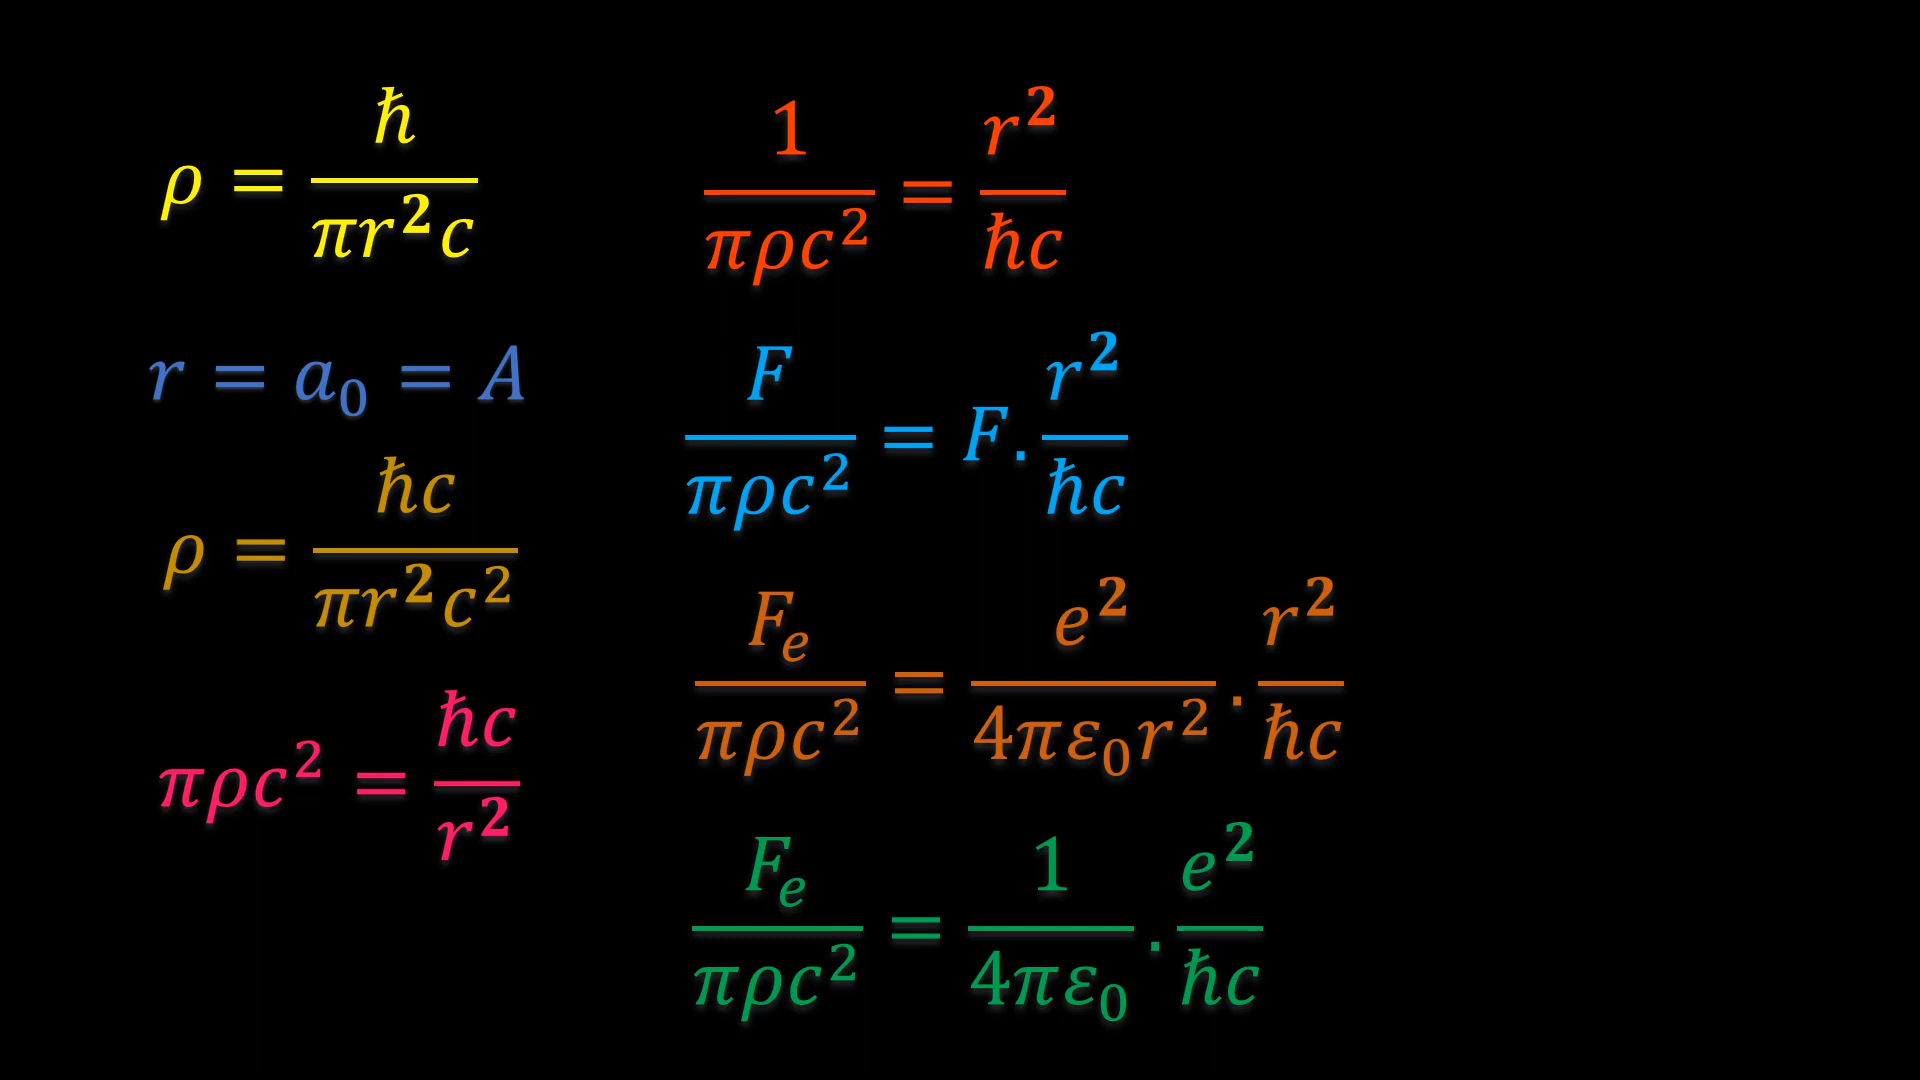 ρ = ℏ / πr²c
r = a₀ = A
ρ = ℏc / πr²c²
πρc² = ℏc / r²
1 / πρc² = r² / ℏc
F / πρc² = F . r² / ℏc
Fₑ / πρc² = e² / 4πε₀r² . r² / ℏc
Fₑ / πρc² = 1 / 4πε₀ . e² / ℏc